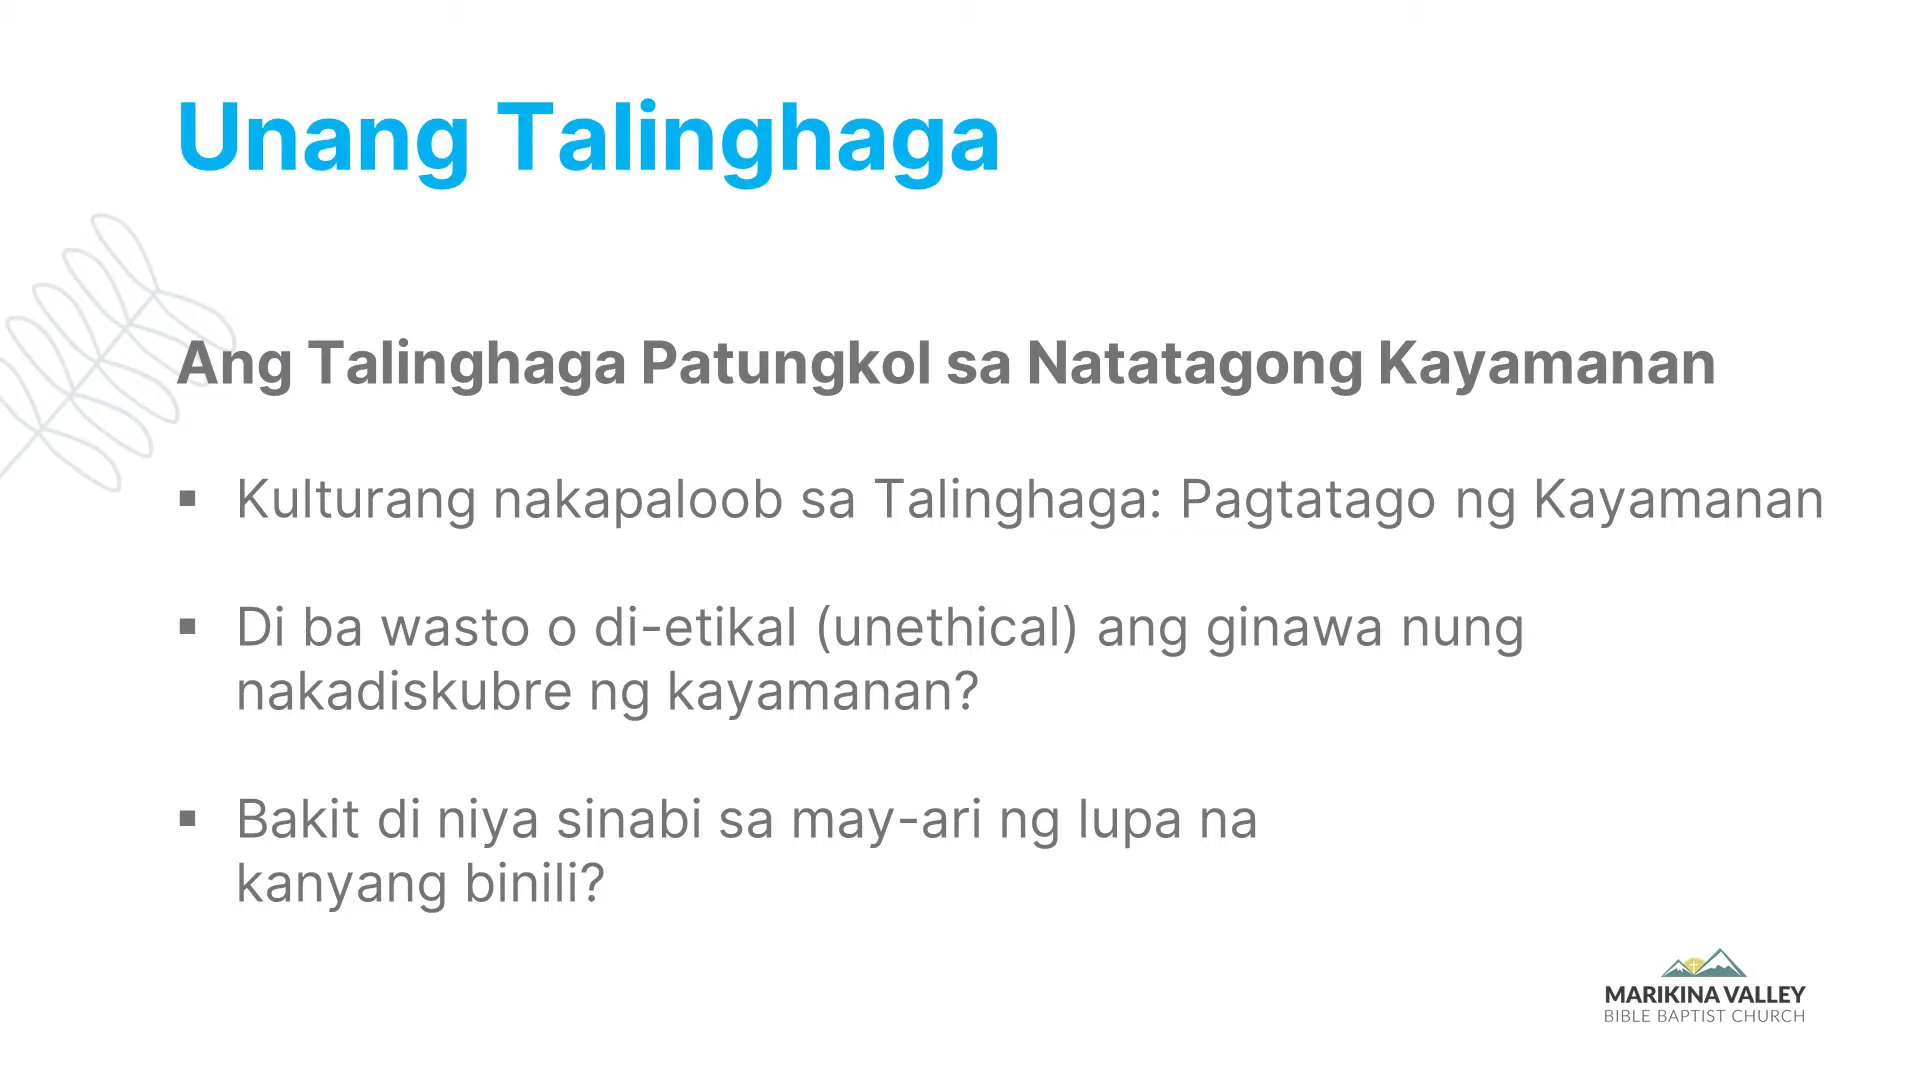 Unang Talinghaga
Ang Talinghaga Patungkol sa Natatagong Kayamanan
▪ Kulturang nakapaloob sa Talinghaga: Pagtatago ng Kayamanan
▪ Di ba wasto o di-etikal (unethical) ang ginawa nung
nakadiskubre ng kayamanan?
▪ Bakit di niya sinabi sa may-ari ng lupa na
kanyang binili?
MARIKINA VALLEY
BIBLE BAPTIST CHURCH